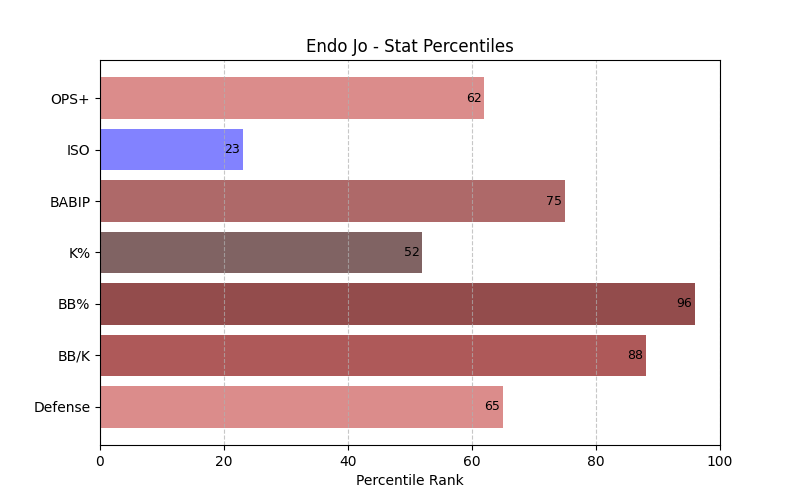 Endo Jo - Stat Percentiles
OPS+ 62
ISO 23
BABIP 75
K% 52
BB% 96
BB/K 88
Defense 65
0 20 40 60 80 100
Percentile Rank